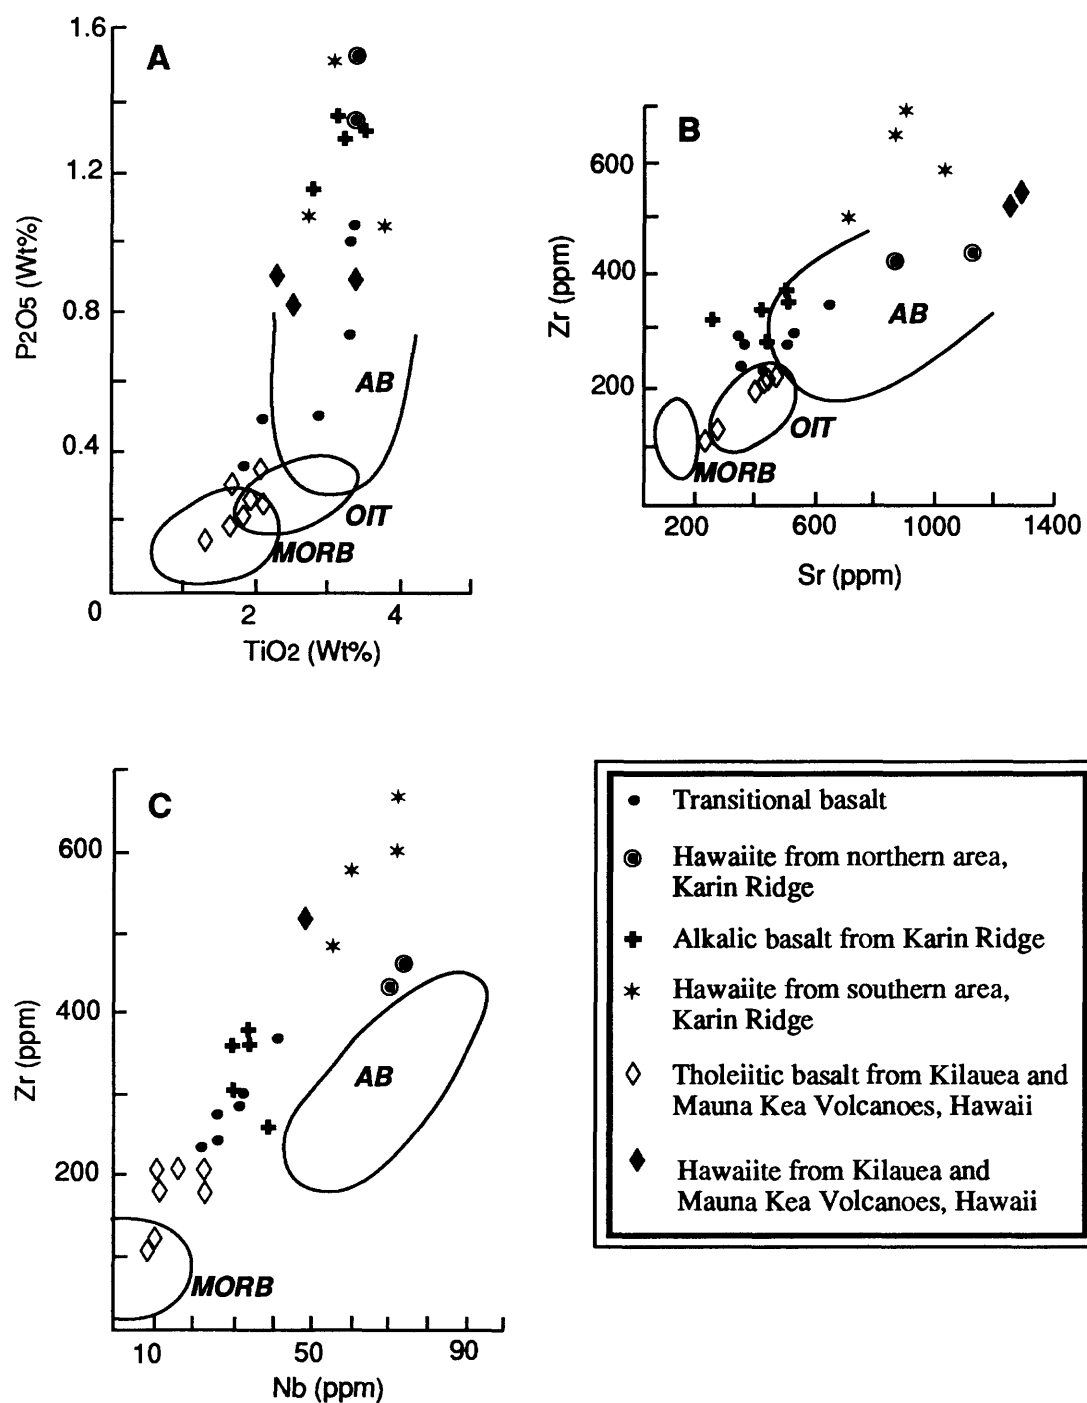 A
1.6
1.2
0.8
0.4
0
2
4
P2O5 (Wt%)
TiO2 (Wt%)
AB
OIT
MORB
B
600
400
200
200
600
1000
1400
Zr (ppm)
Sr (ppm)
AB
OIT
MORB
C
600
400
200
10
50
90
Zr (ppm)
Nb (ppm)
AB
MORB
Transitional basalt
Hawaiite from northern area,
Karin Ridge
Alkalic basalt from Karin Ridge
Hawaiite from southern area,
Karin Ridge
Tholeiitic basalt from Kilauea and
Mauna Kea Volcanoes, Hawaii
Hawaiite from Kilauea and
Mauna Kea Volcanoes, Hawaii